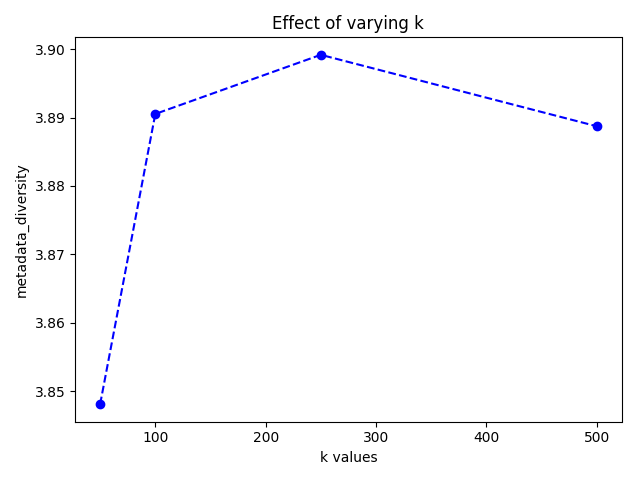 Effect of varying k
3.90
3.89
3.88
3.87
3.86
3.85
metadata_diversity
100 200 300 400 500
k values